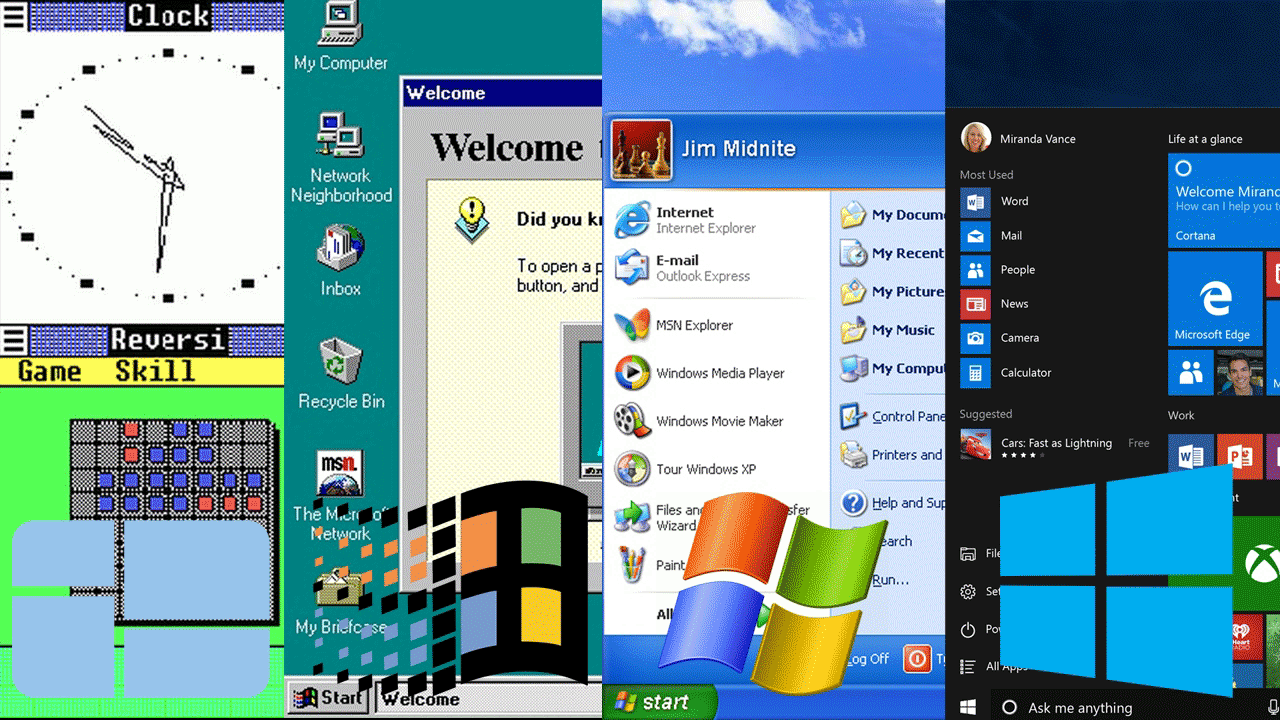 Clock
Reversi
Game Skill
My Computer
Network
Neighborhood
Inbox
Recycle Bin
msn
The Microsoft
Network
My Briefcase
Start
Welcome
Welcome
Welcome
Did you
To open a
button, and
Jim Midnite
Internet
Internet Explorer
E-mail
Outlook Express
MSN Explorer
Windows Media Player
Windows Movie Maker
Tour Windows XP
Files and
Wizard
Paint
All
My Docum
My Recent
My Picture
My Music
My Compu
Control Pane
Printers and
Help and Sup
earch
Run...
Log Off
start
Miranda Vance
Most Used
Word
Mail
People
News
Camera
Calculator
Suggested
Cars: Fast as Lightning Free
File
Set
Pow
All Apps
Ask me anything
Life at a glance
Welcome Mirand
How can I help you t
Cortana
Microsoft Edge
Work
iHeart
RADIO